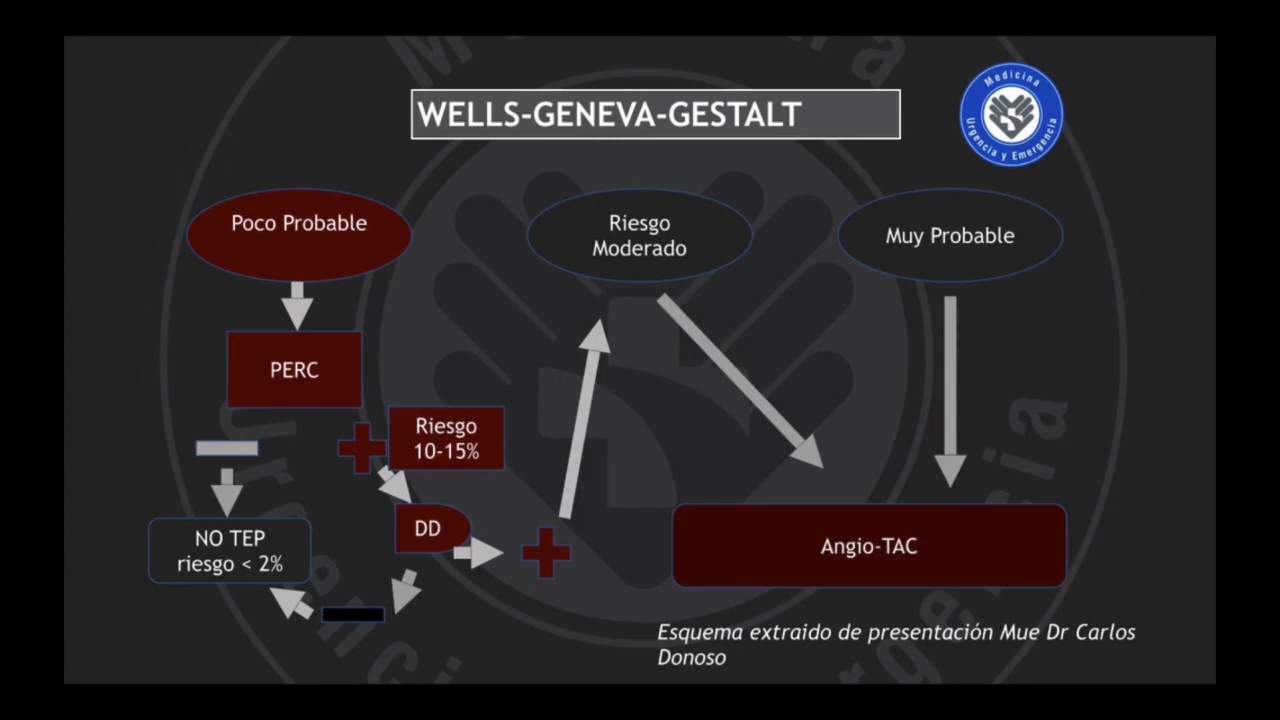 WELLS-GENEVA-GESTALT
Medicina
Urgencia y Emergencia
Poco Probable
Riesgo
Moderado
Muy Probable
PERC
Riesgo
10-15%
DD
NO TEP
riesgo < 2%
Angio-TAC
Esquema extraido de presentación Mue Dr Carlos
Donoso